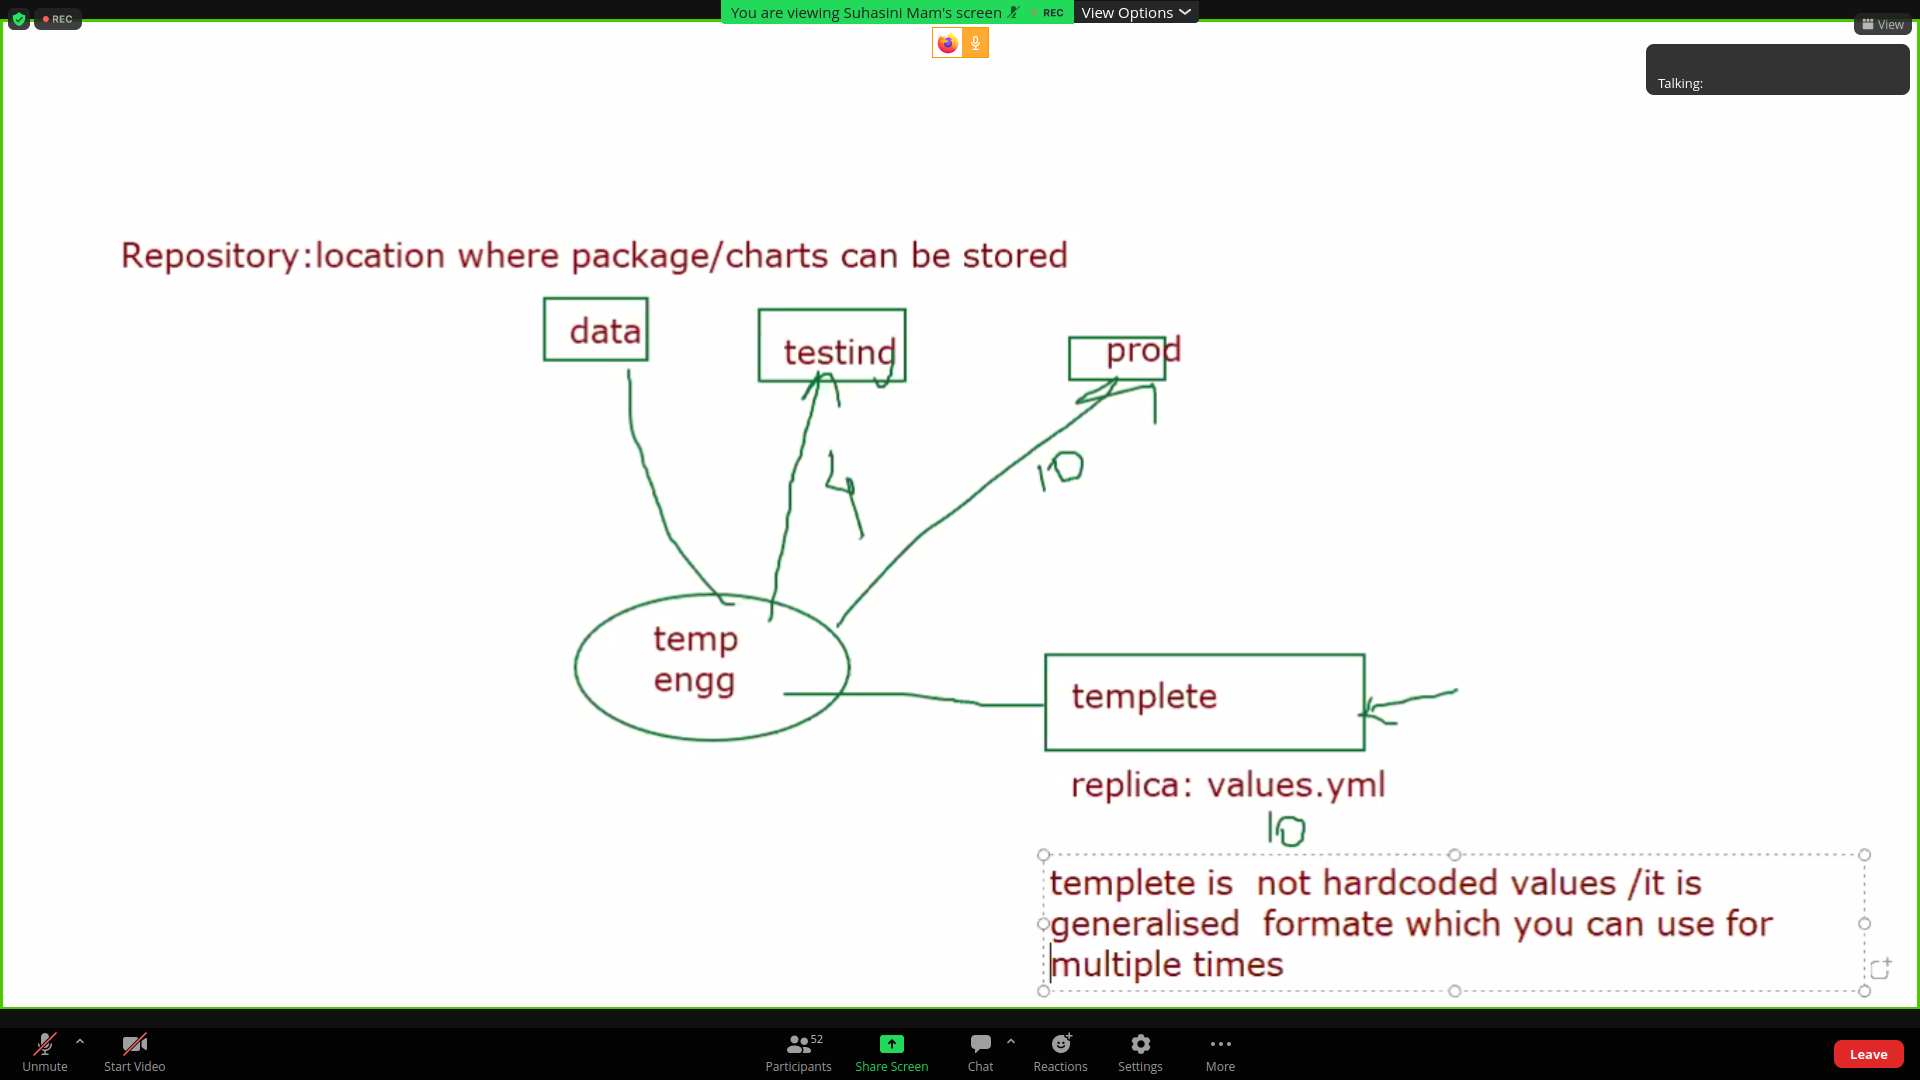 REC
You are viewing Suhasini Mam's screen REC View Options
View
Talking:
Repository:location where package/charts can be stored
data
testind
prod
4
10
temp
engg
templete
replica: values.yml
10
templete is not hardcoded values /it is
generalised formate which you can use for
multiple times
52
Unmute Start Video Participants Share Screen Chat Reactions Settings More Leave